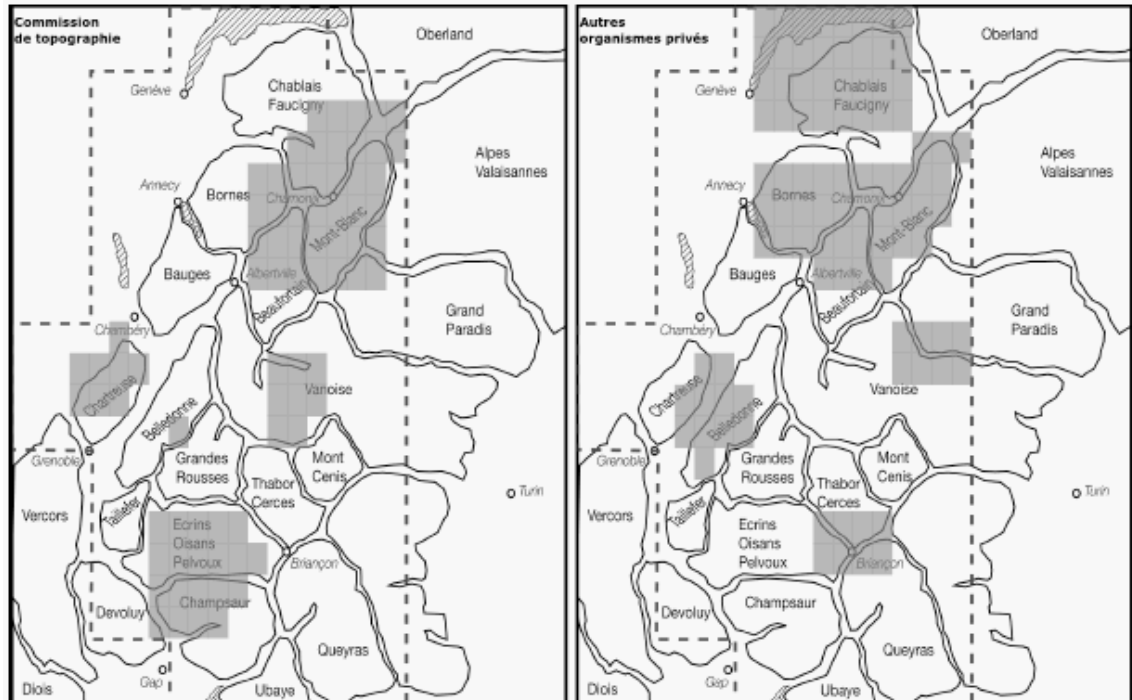 Commission
de topographie
Oberland
Genève
Chablais
Faucigny
Alpes
Valaisannes
Annecy
Bornes
Chamonix
Mont-Blanc
Bauges
Albertville
Beaufortain
Grand
Paradis
Chambéry
Chartreuse
Vanoise
Belledonne
Grenoble
Grandes
Rousses
Mont
Cenis
Thabor
Cerces
Turin
Vercors
Taillefer
Ecrins
Oisans
Pelvoux
Briançon
Devoluy
Champsaur
Queyras
Gap
Diois
Ubaye
Autres
organismes privés
Oberland
Genève
Chablais
Faucigny
Alpes
Valaisannes
Annecy
Bornes
Chamonix
Mont-Blanc
Bauges
Albertville
Beaufortain
Grand
Paradis
Chambéry
Chartreuse
Vanoise
Belledonne
Grenoble
Grandes
Rousses
Mont
Cenis
Thabor
Cerces
Turin
Vercors
Taillefer
Ecrins
Oisans
Pelvoux
Briançon
Devoluy
Champsaur
Queyras
Gap
Diois
Ubaye